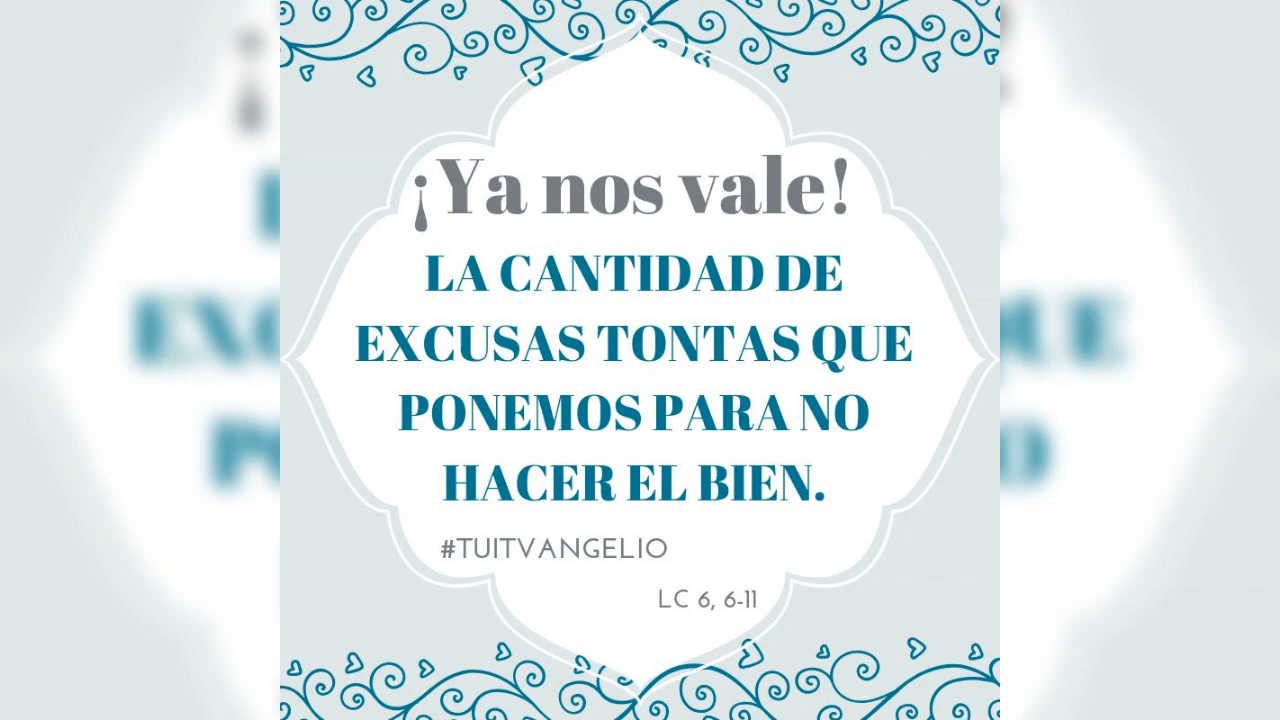 ¡Ya nos vale!
LA CANTIDAD DE
EXCUSAS TONTAS QUE
PONEMOS PARA NO
HACER EL BIEN.
#TUITVANGELIO
LC 6, 6-11